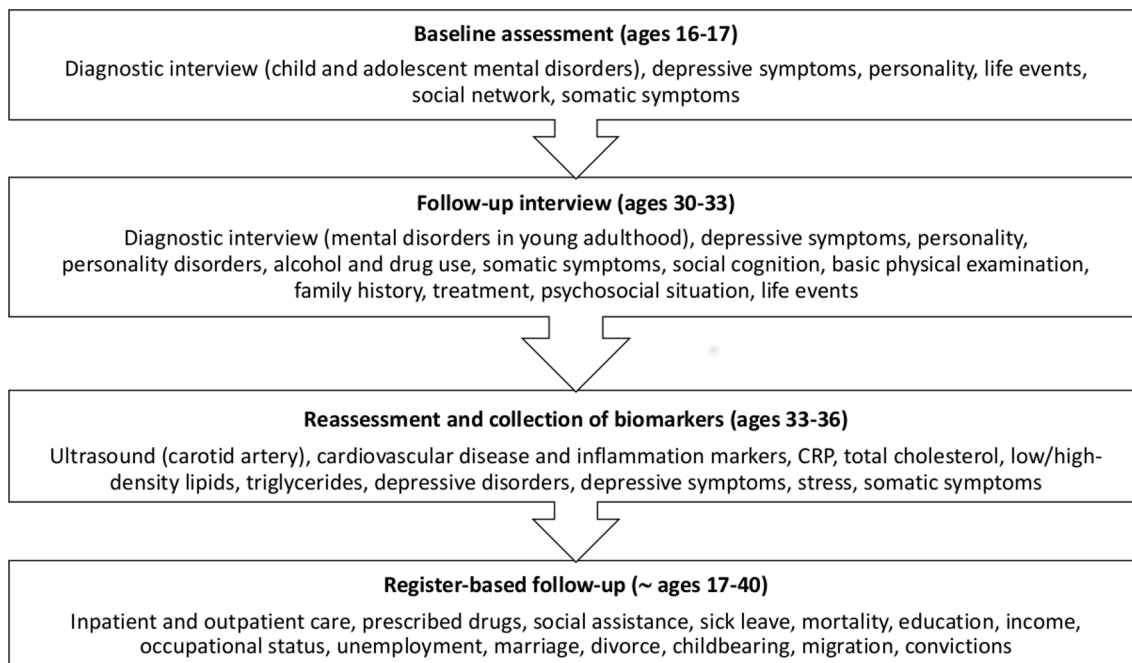 Baseline assessment (ages 16-17)
Diagnostic interview (child and adolescent mental disorders), depressive symptoms, personality, life events,
social network, somatic symptoms
Follow-up interview (ages 30-33)
Diagnostic interview (mental disorders in young adulthood), depressive symptoms, personality,
personality disorders, alcohol and drug use, somatic symptoms, social cognition, basic physical examination,
family history, treatment, psychosocial situation, life events
Reassessment and collection of biomarkers (ages 33-36)
Ultrasound (carotid artery), cardiovascular disease and inflammation markers, CRP, total cholesterol, low/high-
density lipids, triglycerides, depressive disorders, depressive symptoms, stress, somatic symptoms
Register-based follow-up (~ ages 17-40)
Inpatient and outpatient care, prescribed drugs, social assistance, sick leave, mortality, education, income,
occupational status, unemployment, marriage, divorce, childbearing, migration, convictions